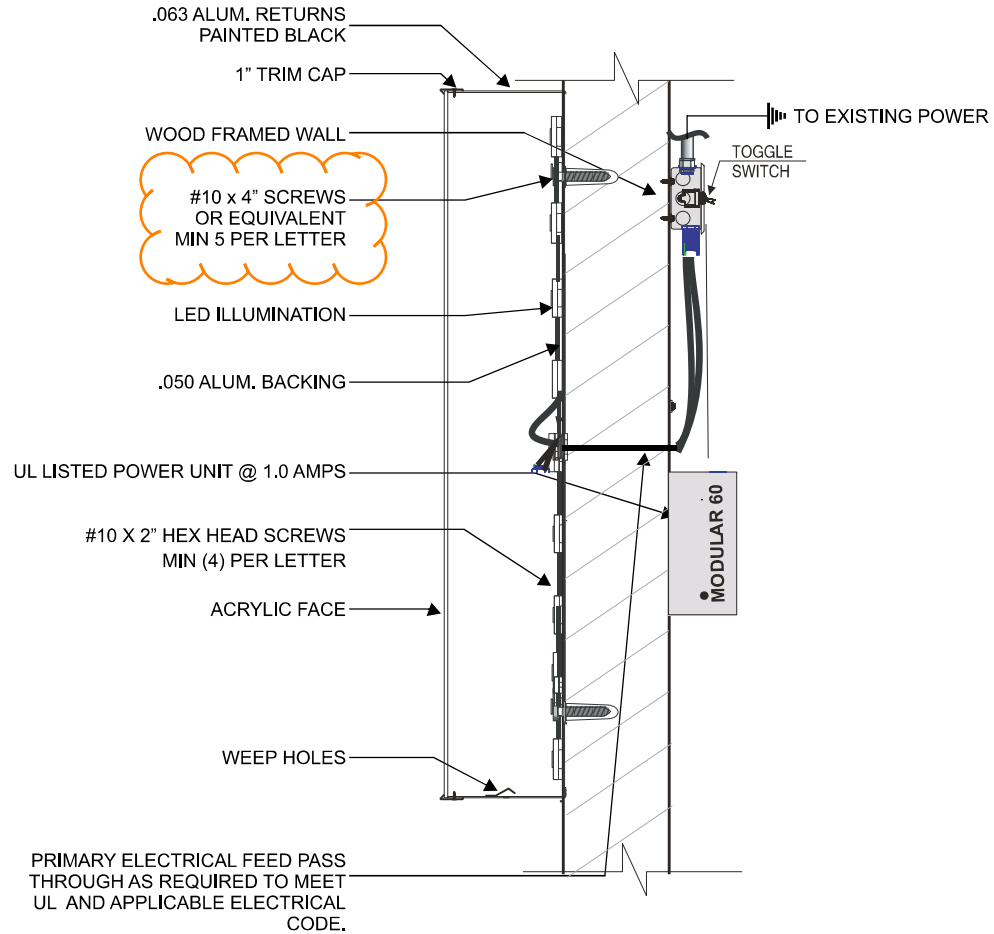 .063 ALUM. RETURNS
PAINTED BLACK
1” TRIM CAP
TO EXISTING POWER
WOOD FRAMED WALL
TOGGLE
SWITCH
#10 x 4” SCREWS
OR EQUIVALENT
MIN 5 PER LETTER
LED ILLUMINATION
.050 ALUM. BACKING
UL LISTED POWER UNIT @ 1.0 AMPS
MODULAR 60
#10 X 2” HEX HEAD SCREWS
MIN (4) PER LETTER
ACRYLIC FACE
WEEP HOLES
PRIMARY ELECTRICAL FEED PASS
THROUGH AS REQUIRED TO MEET
UL AND APPLICABLE ELECTRICAL
CODE.